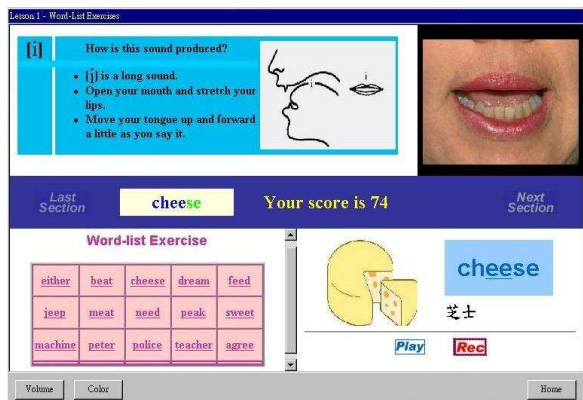 Lesson 1 - Word-List Exercises
[i]
How is this sound produced?
• [i] is a long sound.
• Open your mouth and stretch your
lips.
• Move your tongue up and forward
a little as you say it.
i
i
Last
Section
cheese
Your score is 74
Next
Section
Word-list Exercise
either beat cheese dream feed
jeep meat need peak sweet
machine peter police teacher agree
cheese
芝士
Play
Rec
Volume
Color
Home